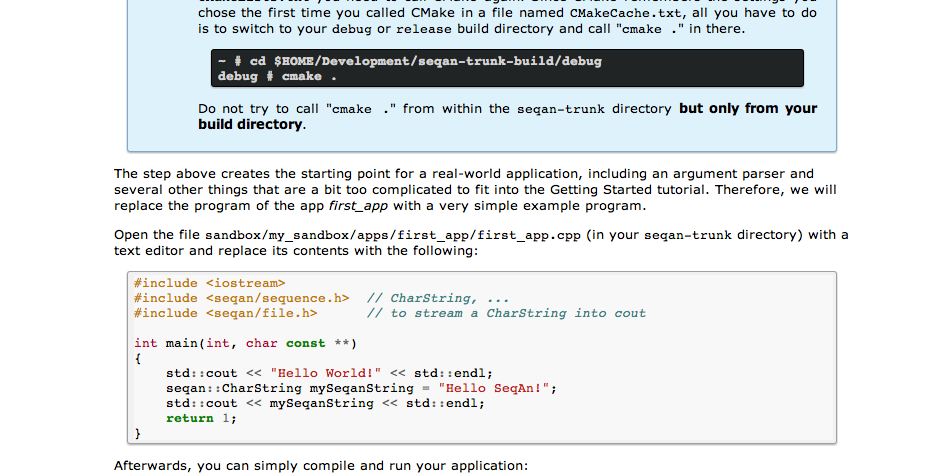 chose the first time you called CMake in a file named CMakeCache.txt, all you have to do
is to switch to your debug or release build directory and call "cmake ." in there.
~ # cd $HOME/Development/seqan-trunk-build/debug
debug # cmake .
Do not try to call "cmake ." from within the seqan-trunk directory but only from your
build directory.
The step above creates the starting point for a real-world application, including an argument parser and
several other things that are a bit too complicated to fit into the Getting Started tutorial. Therefore, we will
replace the program of the app first_app with a very simple example program.
Open the file sandbox/my_sandbox/apps/first_app/first_app.cpp (in your seqan-trunk directory) with a
text editor and replace its contents with the following:
#include <iostream>
#include <seqan/sequence.h>  // CharString, ...
#include <seqan/file.h>      // to stream a CharString into cout
int main(int, char const **)
{
    std::cout << "Hello World!" << std::endl;
    seqan::CharString mySeqanString = "Hello SeqAn!";
    std::cout << mySeqanString << std::endl;
    return 1;
}
Afterwards, you can simply compile and run your application: